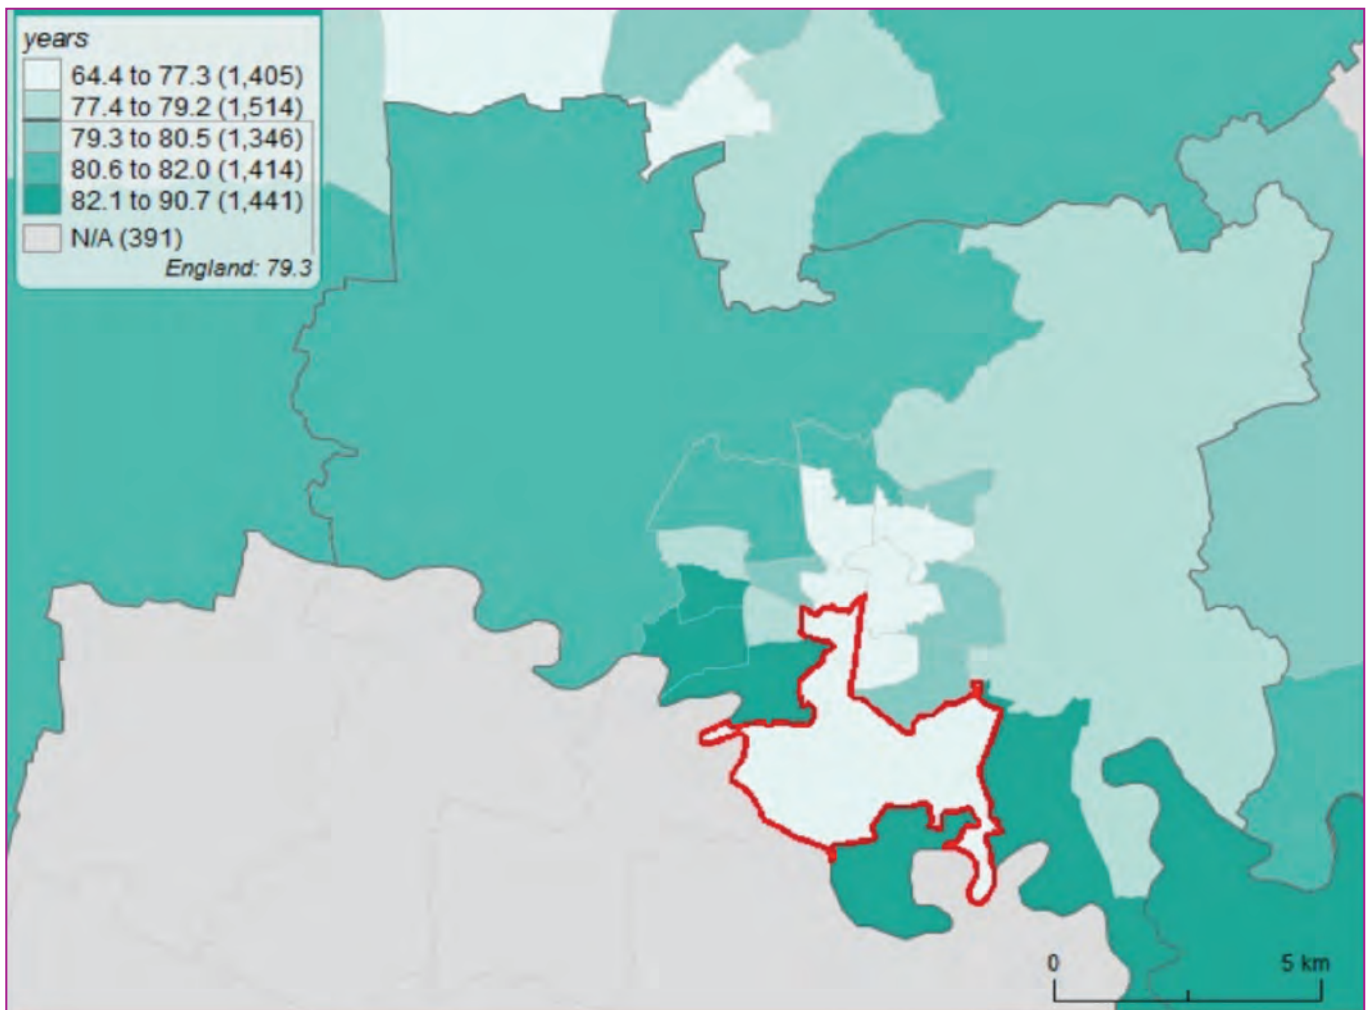 years
64.4 to 77.3 (1,405)
77.4 to 79.2 (1,514)
79.3 to 80.5 (1,346)
80.6 to 82.0 (1,414)
82.1 to 90.7 (1,441)
N/A (391)
England: 79.3
0 5 km